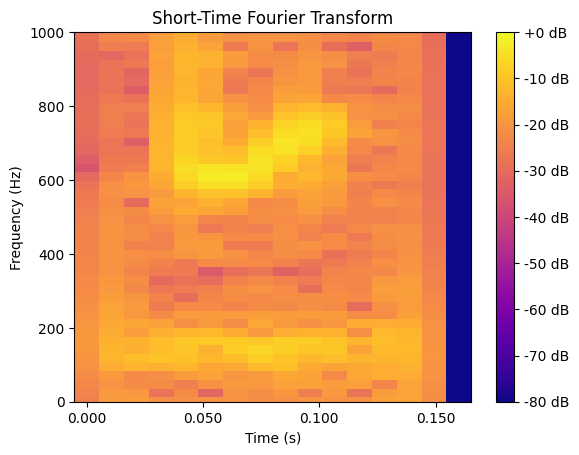 Short-Time Fourier Transform
Frequency (Hz)
1000
800
600
400
200
0
0.000
0.050
0.100
0.150
Time (s)
+0 dB
-10 dB
-20 dB
-30 dB
-40 dB
-50 dB
-60 dB
-70 dB
-80 dB